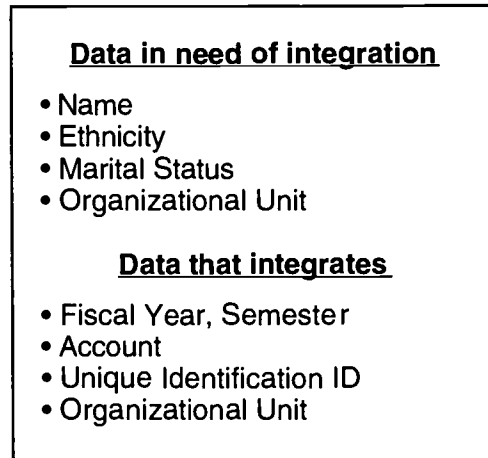 Data in need of integration
• Name
• Ethnicity
• Marital Status
• Organizational Unit
Data that integrates
• Fiscal Year, Semester
• Account
• Unique Identification ID
• Organizational Unit